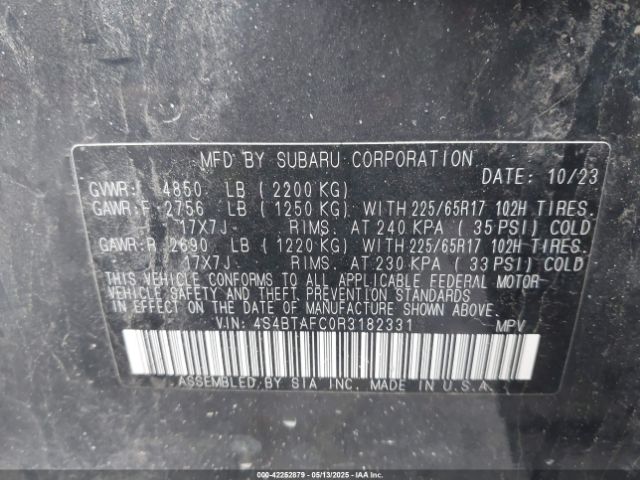 MFD BY SUBARU CORPORATION
DATE: 10/23
GVWR: 4850 LB (2200 KG)
GAWR:F 2756 LB (1250 KG) WITH 225/65R17 102H TIRES.
17X7J- RIMS. AT 240 KPA (35 PSI) COLD
GAWR:R 2690 LB (1220 KG) WITH 225/65R17 102H TIRES.
17X7J- RIMS. AT 230 KPA (33 PSI) COLD
THIS VEHICLE CONFORMS TO ALL APPLICABLE FEDERAL MOTOR-
VEHICLE SAFETY AND THEFT PREVENTION STANDARDS
IN EFFECT ON THE DATE OF MANUFACTURE SHOWN ABOVE.
VIN: 4S4BTAFC0R3182331 MPV
ASSEMBLED BY SIA INC. MADE IN U.S.A
000-42252879 - 05/13/2025 - IAAI.COM